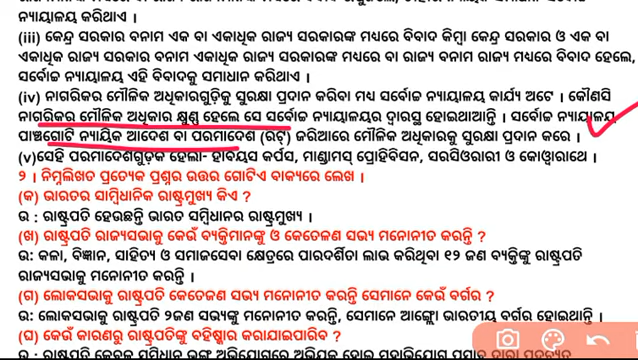 ନ୍ୟାୟାଳୟ କରିଥାଏ ।
(iii) କେନ୍ଦ୍ର ସରକାର ବନାମ ଏକ ବା ଏକାଧିକ ରାଜ୍ୟ ସରକାରଙ୍କ ମଧ୍ୟରେ ବିବାଦ କିମ୍ବା କେନ୍ଦ୍ର ସରକାର ଓ ଏକ ବା
ଏକାଧିକ ରାଜ୍ୟ ସରକାର ବନାମ ଏକାଧିକ ରାଜ୍ୟ ସରକାରଙ୍କ ମଧ୍ୟରେ ବା ରାଜ୍ୟ ବନାମ ରାଜ୍ୟ ମଧ୍ୟରେ ବିବାଦ ହେଲେ,
ସର୍ବୋଚ୍ଚ ନ୍ୟାୟାଳୟ ଏହି ବିବାଦକୁ ସମାଧାନ କରିଥାଏ ।
(iv) ନାଗରିକର ମୌଳିକ ଅଧିକାରଗୁଡ଼ିକୁ ସୁରକ୍ଷା ପ୍ରଦାନ କରିବା ମଧ୍ୟ ସର୍ବୋଚ୍ଚ ନ୍ୟାୟାଳୟ କାର୍ଯ୍ୟ ଅଟେ । କୌଣସି
ନାଗରିକର ମୌଳିକ ଅଧିକାର କ୍ଷୁଣ୍ଣ ହେଲେ ସେ ସର୍ବୋଚ୍ଚ ନ୍ୟାୟାଳୟର ଦ୍ୱାରସ୍ଥ ହୋଇଥାଆନ୍ତି । ସର୍ବୋଚ୍ଚ ନ୍ୟାୟାଳୟ
ପାଞ୍ଚଗୋଟି ନ୍ୟାୟିକ ଆଦେଶ ବା ପରମାଦେଶ (ରିଟ୍) ଜରିଆରେ ମୌଳିକ ଅଧିକାରକୁ ସୁରକ୍ଷା ପ୍ରଦାନ କରେ ।
(v)ସେହି ପରମାଦେଶଗୁଡ଼ିକ ହେଲା- ହାବିୟସ କର୍ପସ, ମାଣ୍ଡାମସ୍ ପ୍ରୋହିବିସନ, ସରସିଓରାରୀ ଓ କୋଓ୍ବାରାଥେ ।
୨ । ନିମ୍ନଲିଖିତ ପ୍ରତ୍ୟେକ ପ୍ରଶ୍ନର ଉତ୍ତର ଗୋଟିଏ ବାକ୍ୟରେ ଲେଖ ।
(କ) ଭାରତର ସାମ୍ବିଧାନିକ ରାଷ୍ଟ୍ରମୁଖ୍ୟ କିଏ ?
ଉ : ରାଷ୍ଟ୍ରପତି ହେଉଛନ୍ତି ଭାରତ ସମ୍ବିଧାନର ରାଷ୍ଟ୍ରମୁଖ୍ୟ ।
(ଖ) ରାଷ୍ଟ୍ରପତି ରାଜ୍ୟସଭାକୁ କେଉଁ ବ୍ୟକ୍ତିମାନଙ୍କୁ ଓ କେତେଜଣ ସଭ୍ୟ ମନୋନୀତ କରନ୍ତି ?
ଉ: କଳା, ବିଜ୍ଞାନ, ସାହିତ୍ୟ ଓ ସମାଜସେବା କ୍ଷେତ୍ରରେ ପାରଦର୍ଶିତା ଲାଭ କରିଥିବା ୧୨ ଜଣ ବ୍ୟକ୍ତିଙ୍କୁ ରାଷ୍ଟ୍ରପତି
ରାଜ୍ୟସଭାକୁ ମନୋନୀତ କରନ୍ତି ।
(ଗ) ଲୋକସଭାକୁ ରାଷ୍ଟ୍ରପତି କେତେଜଣ ସଭ୍ୟ ମନୋନୀତ କରନ୍ତି ସେମାନେ କେଉଁ ବର୍ଗର ?
ଉ: ଲୋକସଭାକୁ ରାଷ୍ଟ୍ରପତି ୨ଜଣ ସଭ୍ୟଙ୍କୁ ମନୋନୀତ କରନ୍ତି, ସେମାନେ ଆଙ୍ଗ୍ଲୋ ଭାରତୀୟ ବର୍ଗର ହୋଇଥାନ୍ତି ।
(ଘ) କେଉଁ କାରଣରୁ ରାଷ୍ଟ୍ରପତିଙ୍କୁ ବହିଷ୍କାର କରାଯାଇପାରିବ ?